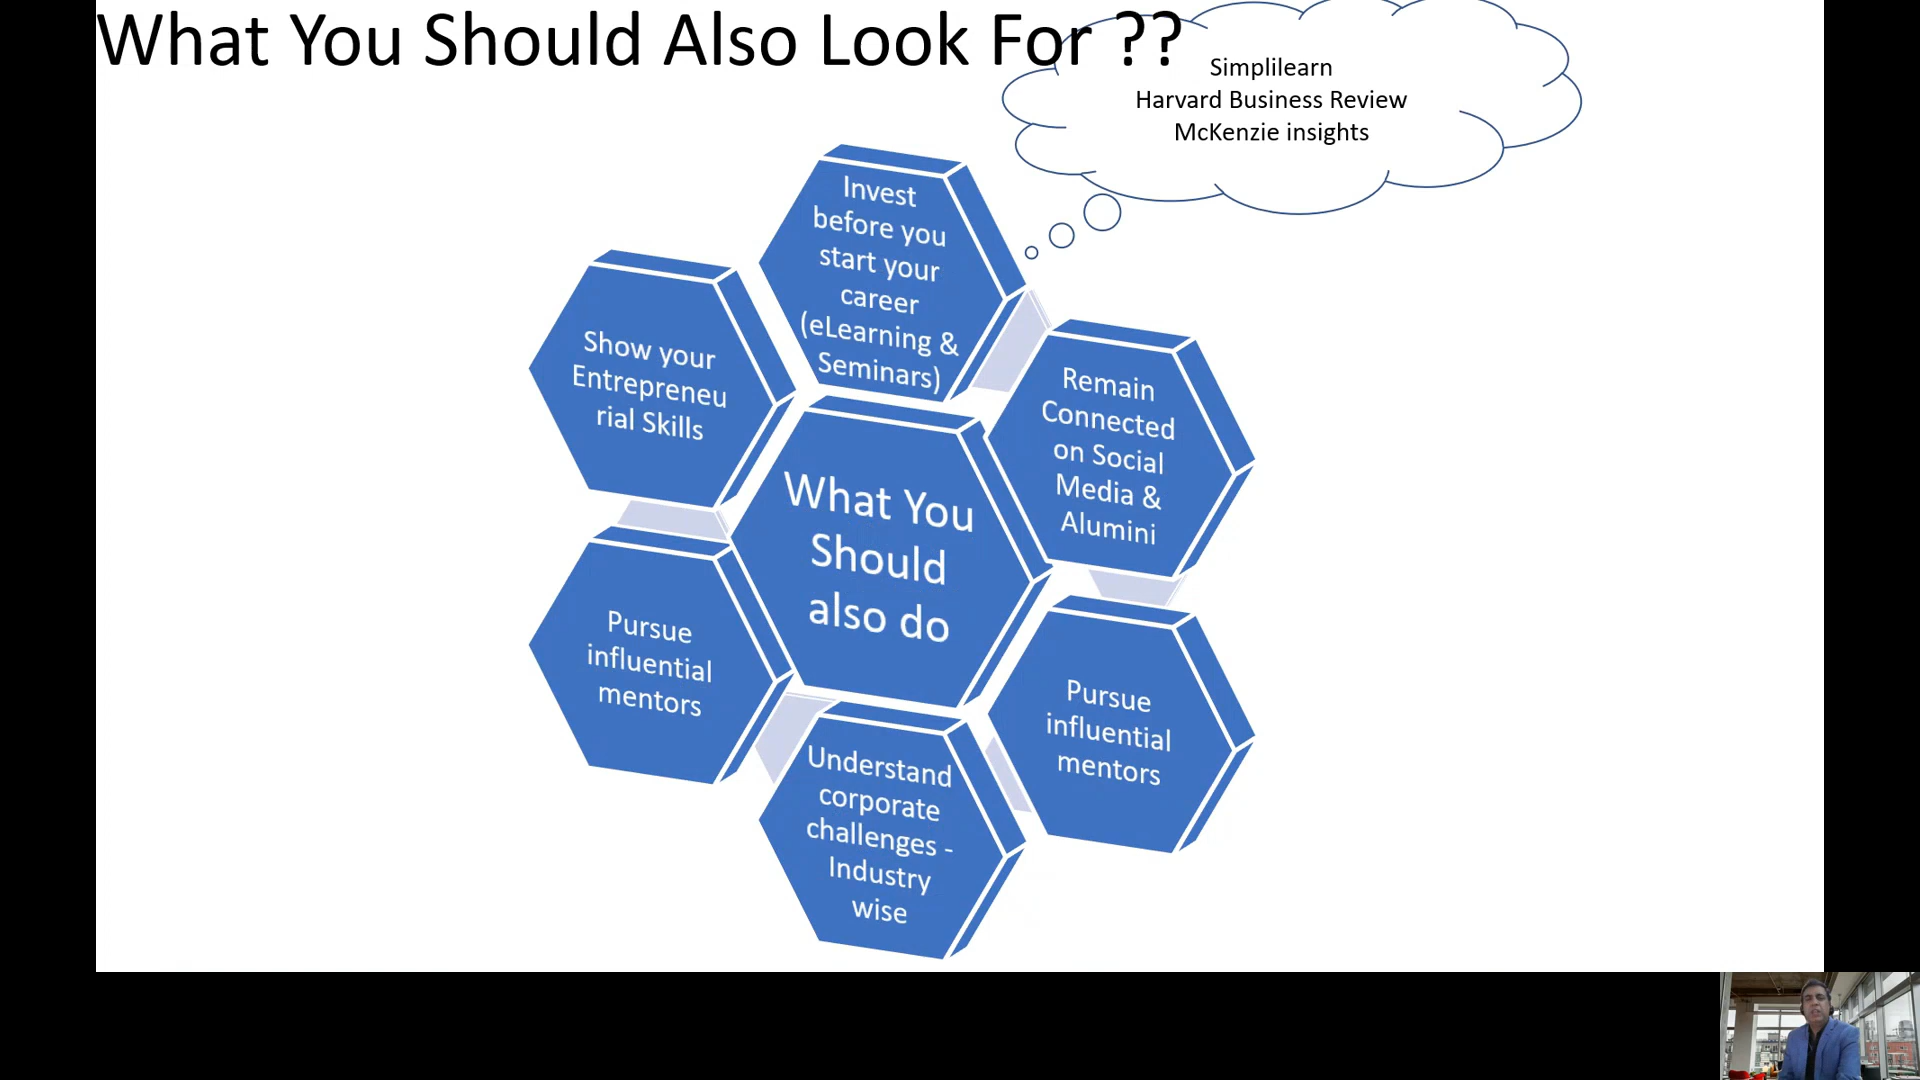 What You Should Also Look For ??
Simplilearn
Harvard Business Review
McKenzie insights
Invest
before you
start your
career
(eLearning &
Seminars)
Show your
Entrepreneu
rial Skills
Remain
Connected
on Social
Media &
Alumini
What You
Should
also do
Pursue
influential
mentors
Pursue
influential
mentors
Understand
corporate
challenges -
Industry
wise